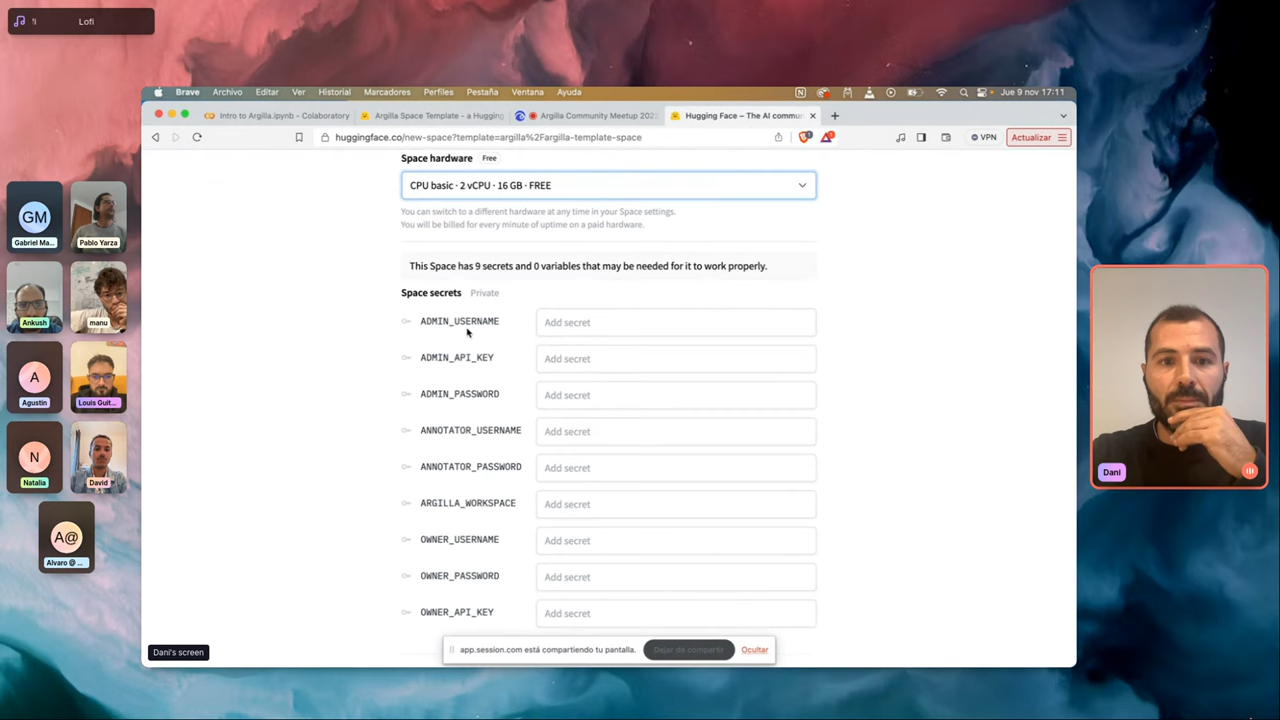 Lofi
Brave Archivo Editar Ver Historial Marcadores Perfiles Pestaña Ventana Ayuda
Jue 9 nov 17:11
Intro to Argilla.ipynb - Colaboratory
Argilla Space Template - a Hugging
Argilla Community Meetup 202
Hugging Face – The AI commun
huggingface.co/new-space?template=argilla%2Fargilla-template-space
VPN
Actualizar
Space hardware Free
CPU basic · 2 vCPU · 16 GB · FREE
You can switch to a different hardware at any time in your Space settings.
You will be billed for every minute of uptime on a paid hardware.
This Space has 9 secrets and 0 variables that may be needed for it to work properly.
Space secrets Private
ADMIN_USERNAME Add secret
ADMIN_API_KEY Add secret
ADMIN_PASSWORD Add secret
ANNOTATOR_USERNAME Add secret
ANNOTATOR_PASSWORD Add secret
ARGILLA_WORKSPACE Add secret
OWNER_USERNAME Add secret
OWNER_PASSWORD Add secret
OWNER_API_KEY Add secret
app.session.com está compartiendo tu pantalla. Dejar de compartir Ocultar
Dani's screen
GM
Gabriel Ma...
Pablo Yarza
Ankush
manu
A
Agustin
Louis Guit...
N
Natalia
David
A@
Alvaro @ ...
Dani